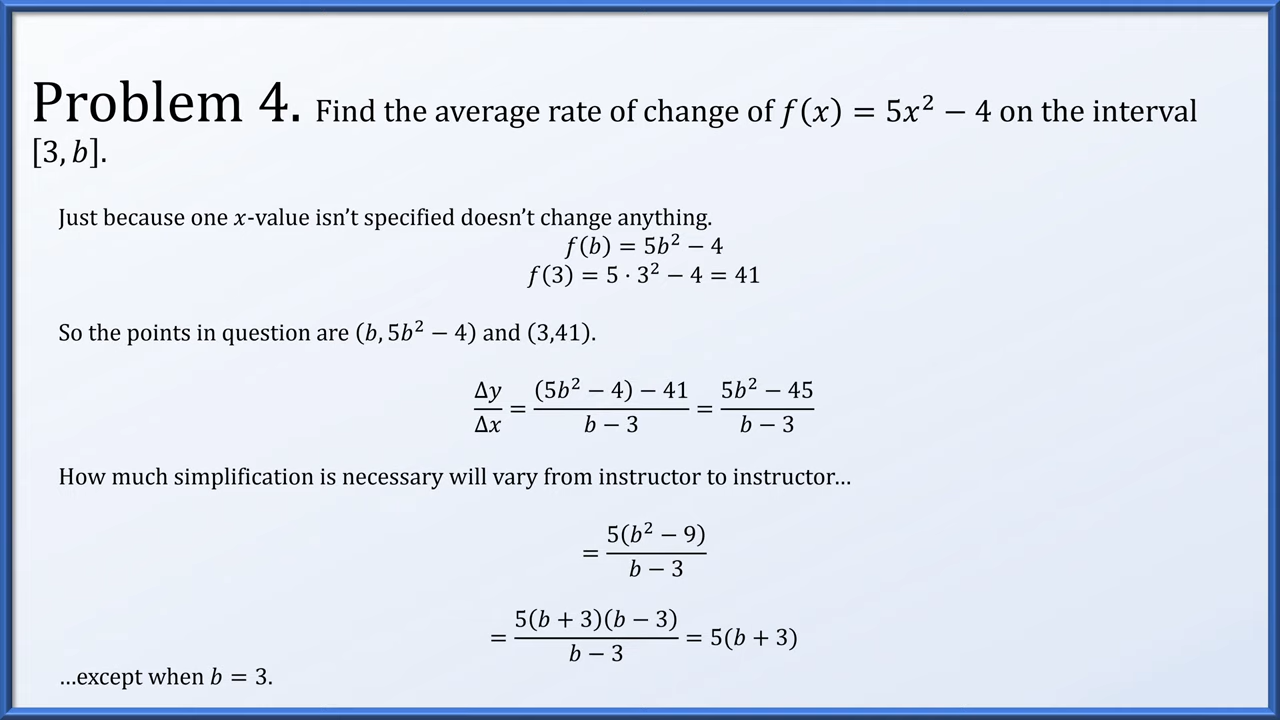 Problem 4. Find the average rate of change of f(x) = 5x² − 4 on the interval
[3, b].
Just because one x-value isn’t specified doesn’t change anything.
f(b) = 5b² − 4
f(3) = 5 · 3² − 4 = 41
So the points in question are (b, 5b² − 4) and (3,41).
Δy/Δx = ((5b² − 4) − 41)/(b − 3) = (5b² − 45)/(b − 3)
How much simplification is necessary will vary from instructor to instructor…
= 5(b² − 9)/(b − 3)
= 5(b + 3)(b − 3)/(b − 3) = 5(b + 3)
…except when b = 3.